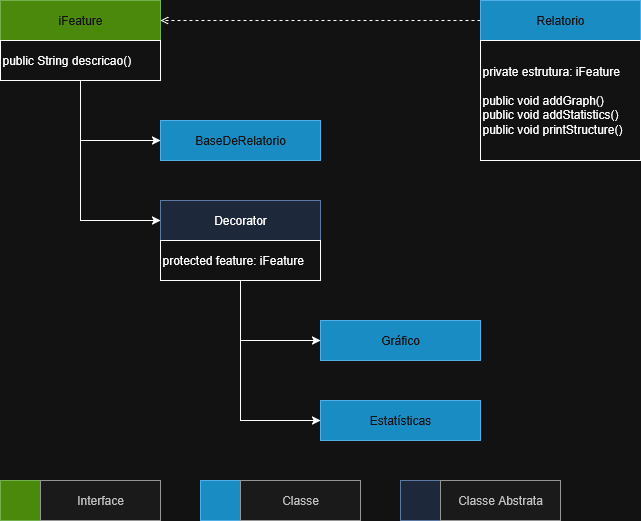 iFeature
Relatorio
public String descricao()
private estrutura: iFeature
public void addGraph()
public void addStatistics()
public void printStructure()
BaseDeRelatorio
Decorator
protected feature: iFeature
Gráfico
Estatísticas
Interface
Classe
Classe Abstrata